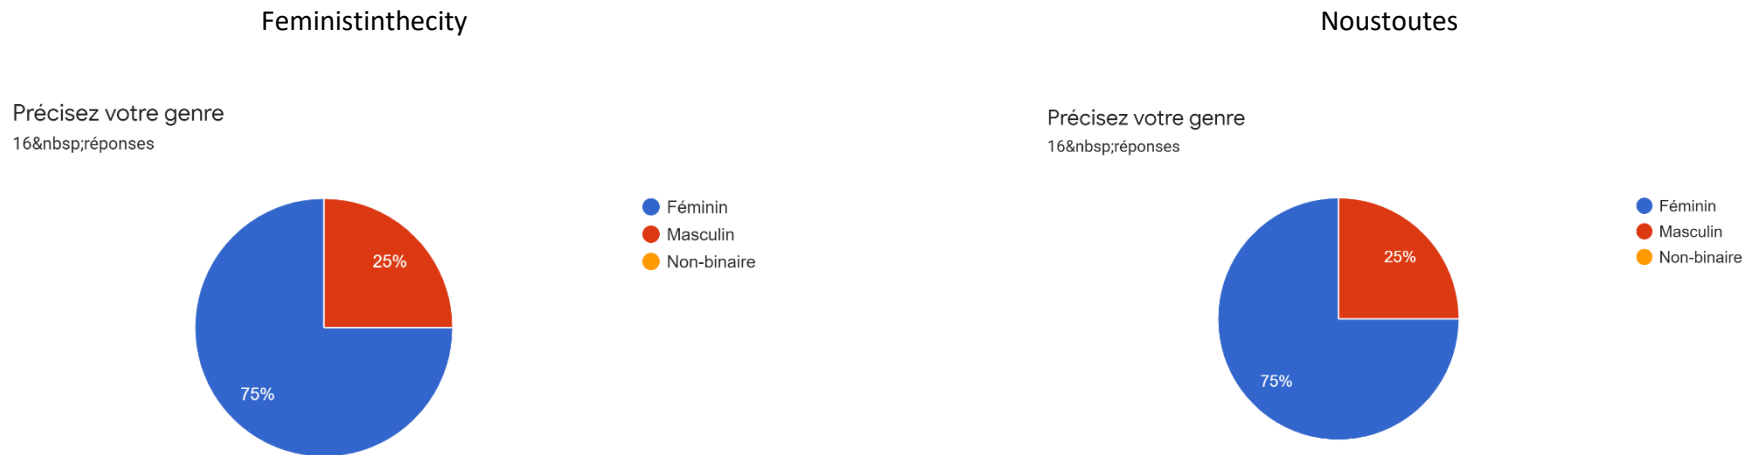 Feministinthecity
Noustoutes
Précisez votre genre
16&nbsp;réponses
Féminin
Masculin
Non-binaire
25%
75%
Précisez votre genre
16&nbsp;réponses
Féminin
Masculin
Non-binaire
25%
75%